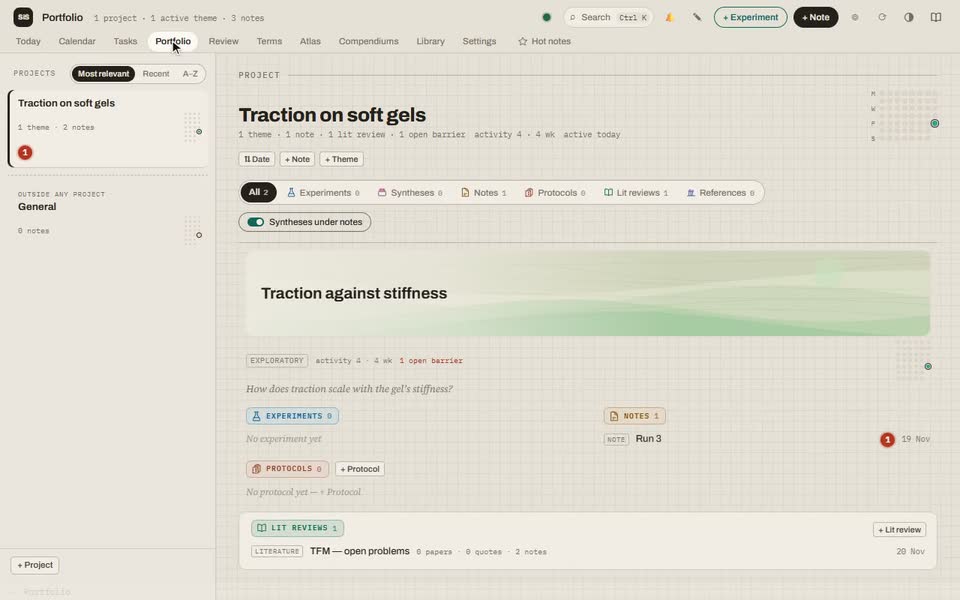 SIS Portfolio 1 project · 1 active theme · 3 notes Search Ctrl K + Experiment + Note
Today Calendar Tasks Portfolio Review Terms Atlas Compendiums Library Settings Hot notes
PROJECTS Most relevant Recent A–Z
Traction on soft gels
1 theme · 2 notes
1
OUTSIDE ANY PROJECT
General
0 notes
+ Project
Portfolio
PROJECT
Traction on soft gels
1 theme · 1 note · 1 lit review · 1 open barrier activity 4 · 4 wk active today
M
W
F
S
⇅ Date + Note + Theme
All 2 Experiments 0 Syntheses 0 Notes 1 Protocols 0 Lit reviews 1 References 0
Syntheses under notes
Traction against stiffness
EXPLORATORY activity 4 · 4 wk 1 open barrier
How does traction scale with the gel's stiffness?
EXPERIMENTS 0
No experiment yet
NOTES 1
NOTE Run 3 1 19 Nov
PROTOCOLS 0 + Protocol
No protocol yet — + Protocol
LIT REVIEWS 1 + Lit review
LITERATURE TFM — open problems 0 papers · 0 quotes · 2 notes 20 Nov